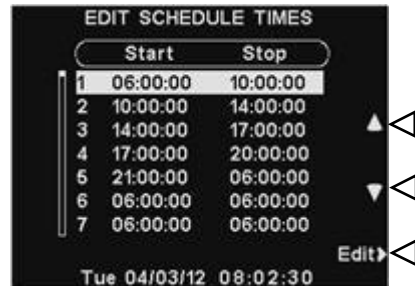 EDIT SCHEDULE TIMES
Start Stop
1 06:00:00 10:00:00
2 10:00:00 14:00:00
3 14:00:00 17:00:00
4 17:00:00 20:00:00
5 21:00:00 06:00:00
6 06:00:00 06:00:00
7 06:00:00 06:00:00
Edit
Tue 04/03/12 08:02:30